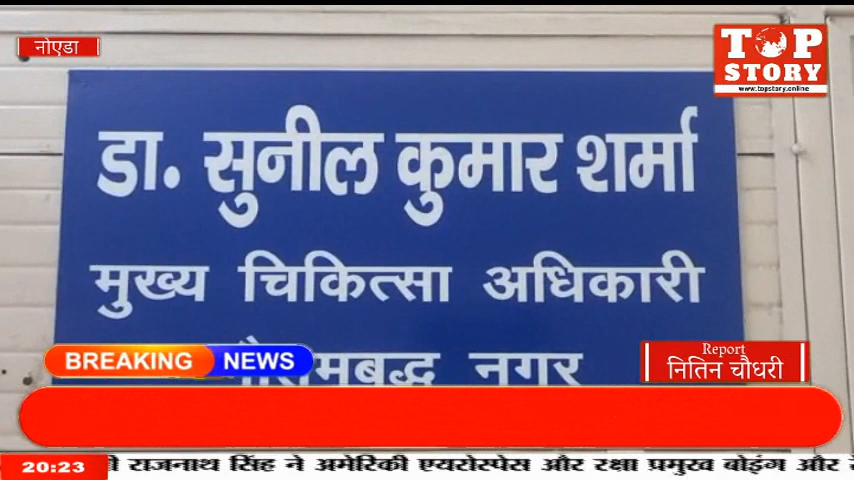 नोएडा
TOP
STORY
www.topstory.online
डा. सुनील कुमार शर्मा
मुख्य चिकित्सा अधिकारी
नगर
BREAKING NEWS
Report
नितिन चौधरी
20:23 राजनाथ सिंह ने अमेरिकी एयरोस्पेस और रक्षा प्रमुख बोइंग और